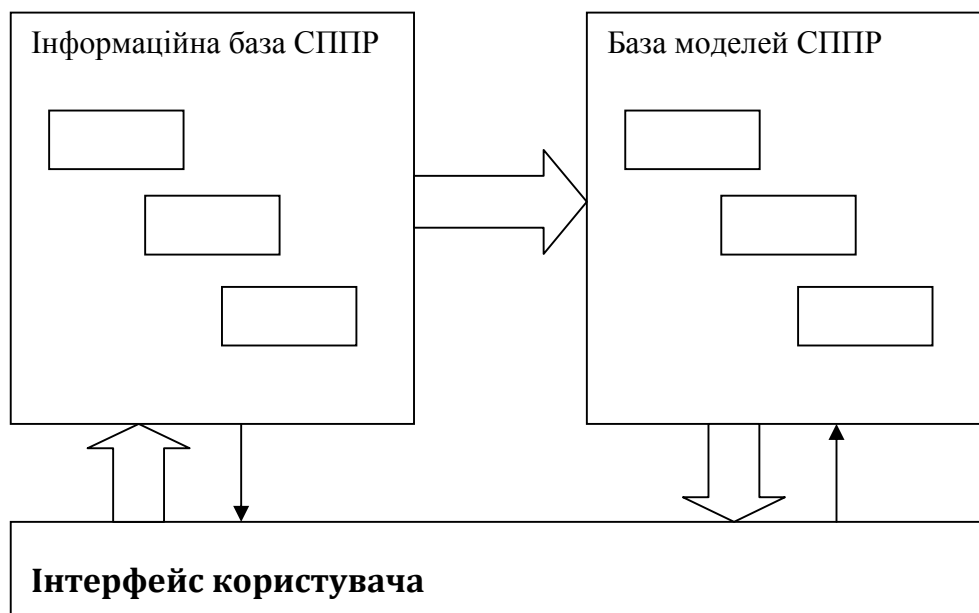 Інформаційна база СППР
База моделей СППР
Інтерфейс користувача